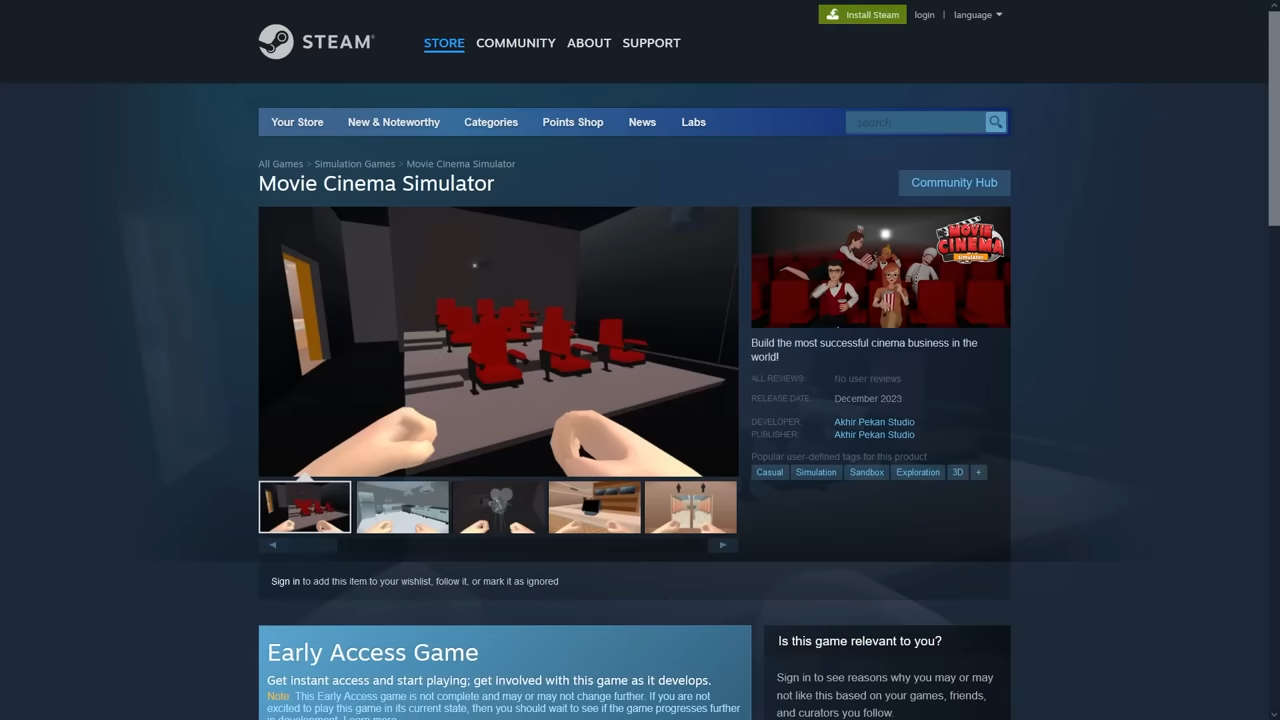 Install Steam
login
|
language
STEAM®
STORE
COMMUNITY
ABOUT
SUPPORT
Your Store
New & Noteworthy
Categories
Points Shop
News
Labs
search
All Games > Simulation Games > Movie Cinema Simulator
Movie Cinema Simulator
Community Hub
MOVIE
CINEMA
simulator
Build the most successful cinema business in the
world!
ALL REVIEWS: No user reviews
RELEASE DATE: December 2023
DEVELOPER: Akhir Pekan Studio
PUBLISHER: Akhir Pekan Studio
Popular user-defined tags for this product
Casual
Simulation
Sandbox
Exploration
3D
+
Sign in to add this item to your wishlist, follow it, or mark it as ignored
Early Access Game
Get instant access and start playing; get involved with this game as it develops.
Note: This Early Access game is not complete and may or may not change further. If you are not
excited to play this game in its current state, then you should wait to see if the game progresses further
in development. Learn more
Is this game relevant to you?
Sign in to see reasons why you may or may
not like this based on your games, friends,
and curators you follow.